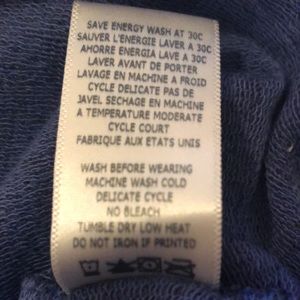 SAVE ENERGY WASH AT 30C
SAUVER L'ENERGIE LAVER A 30C
AHORRE ENERGIA LAVE A 30C
LAVER AVANT DE PORTER
LAVAGE EN MACHINE A FROID
CYCLE DELICATE PAS DE
JAVEL SECHAGE EN MACHINE
A TEMPERATURE MODERATE
CYCLE COURT
FABRIQUE AUX ETATS UNIS
WASH BEFORE WEARING
MACHINE WASH COLD
DELICATE CYCLE
NO BLEACH
TUMBLE DRY LOW HEAT
DO NOT IRON IF PRINTED